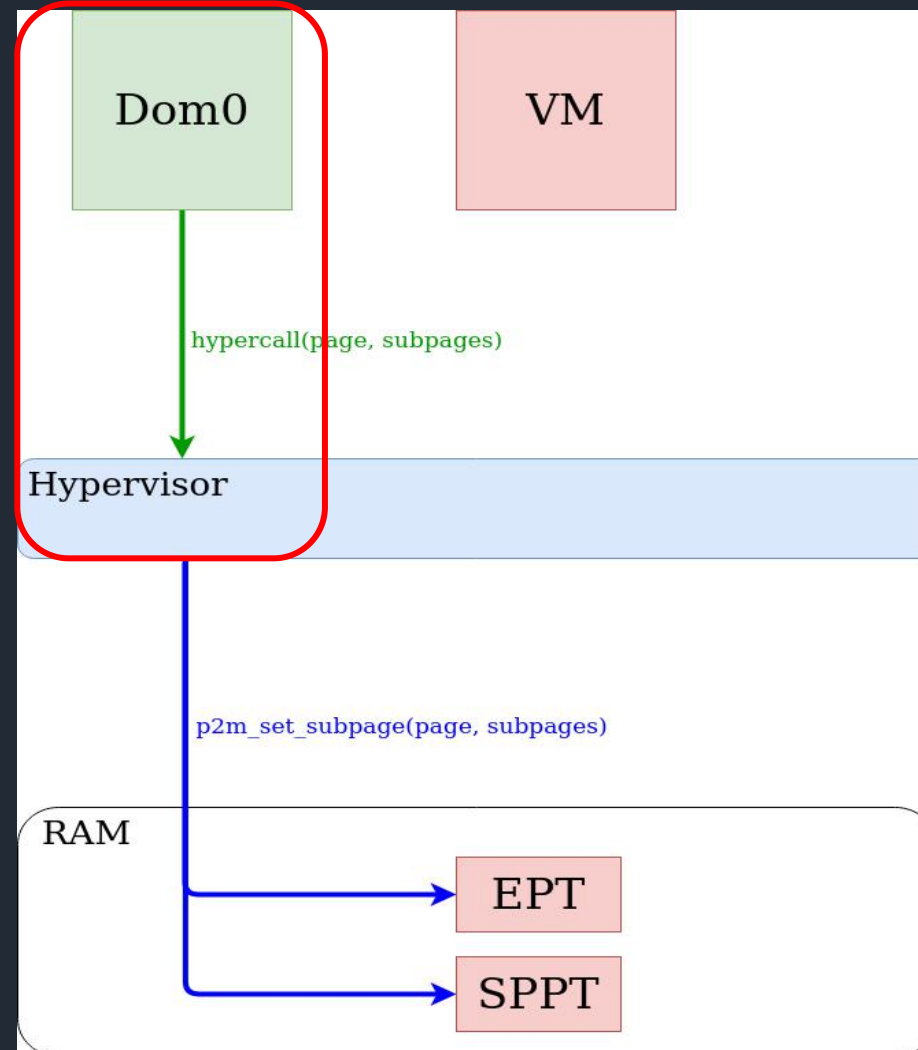 Dom0
VM
hypercall(page, subpages)
Hypervisor
p2m_set_subpage(page, subpages)
RAM
EPT
SPPT